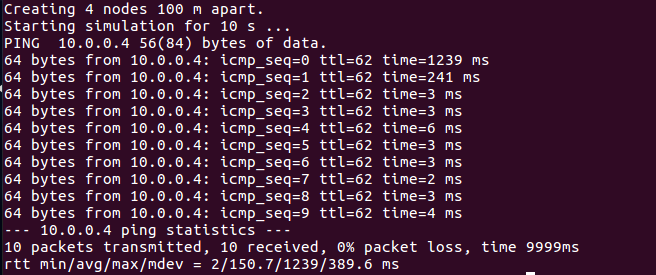 Creating 4 nodes 100 m apart.
Starting simulation for 10 s ...
PING  10.0.0.4 56(84) bytes of data.
64 bytes from 10.0.0.4: icmp_seq=0 ttl=62 time=1239 ms
64 bytes from 10.0.0.4: icmp_seq=1 ttl=62 time=241 ms
64 bytes from 10.0.0.4: icmp_seq=2 ttl=62 time=3 ms
64 bytes from 10.0.0.4: icmp_seq=3 ttl=62 time=3 ms
64 bytes from 10.0.0.4: icmp_seq=4 ttl=62 time=6 ms
64 bytes from 10.0.0.4: icmp_seq=5 ttl=62 time=3 ms
64 bytes from 10.0.0.4: icmp_seq=6 ttl=62 time=3 ms
64 bytes from 10.0.0.4: icmp_seq=7 ttl=62 time=2 ms
64 bytes from 10.0.0.4: icmp_seq=8 ttl=62 time=3 ms
64 bytes from 10.0.0.4: icmp_seq=9 ttl=62 time=4 ms
--- 10.0.0.4 ping statistics ---
10 packets transmitted, 10 received, 0% packet loss, time 9999ms
rtt min/avg/max/mdev = 2/150.7/1239/389.6 ms